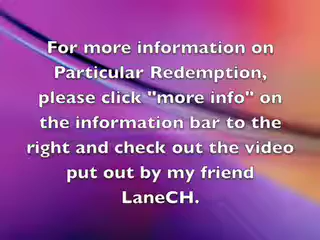 For more information on
Particular Redemption,
please click "more info" on
the information bar to the
right and check out the video
put out by my friend
LaneCH.